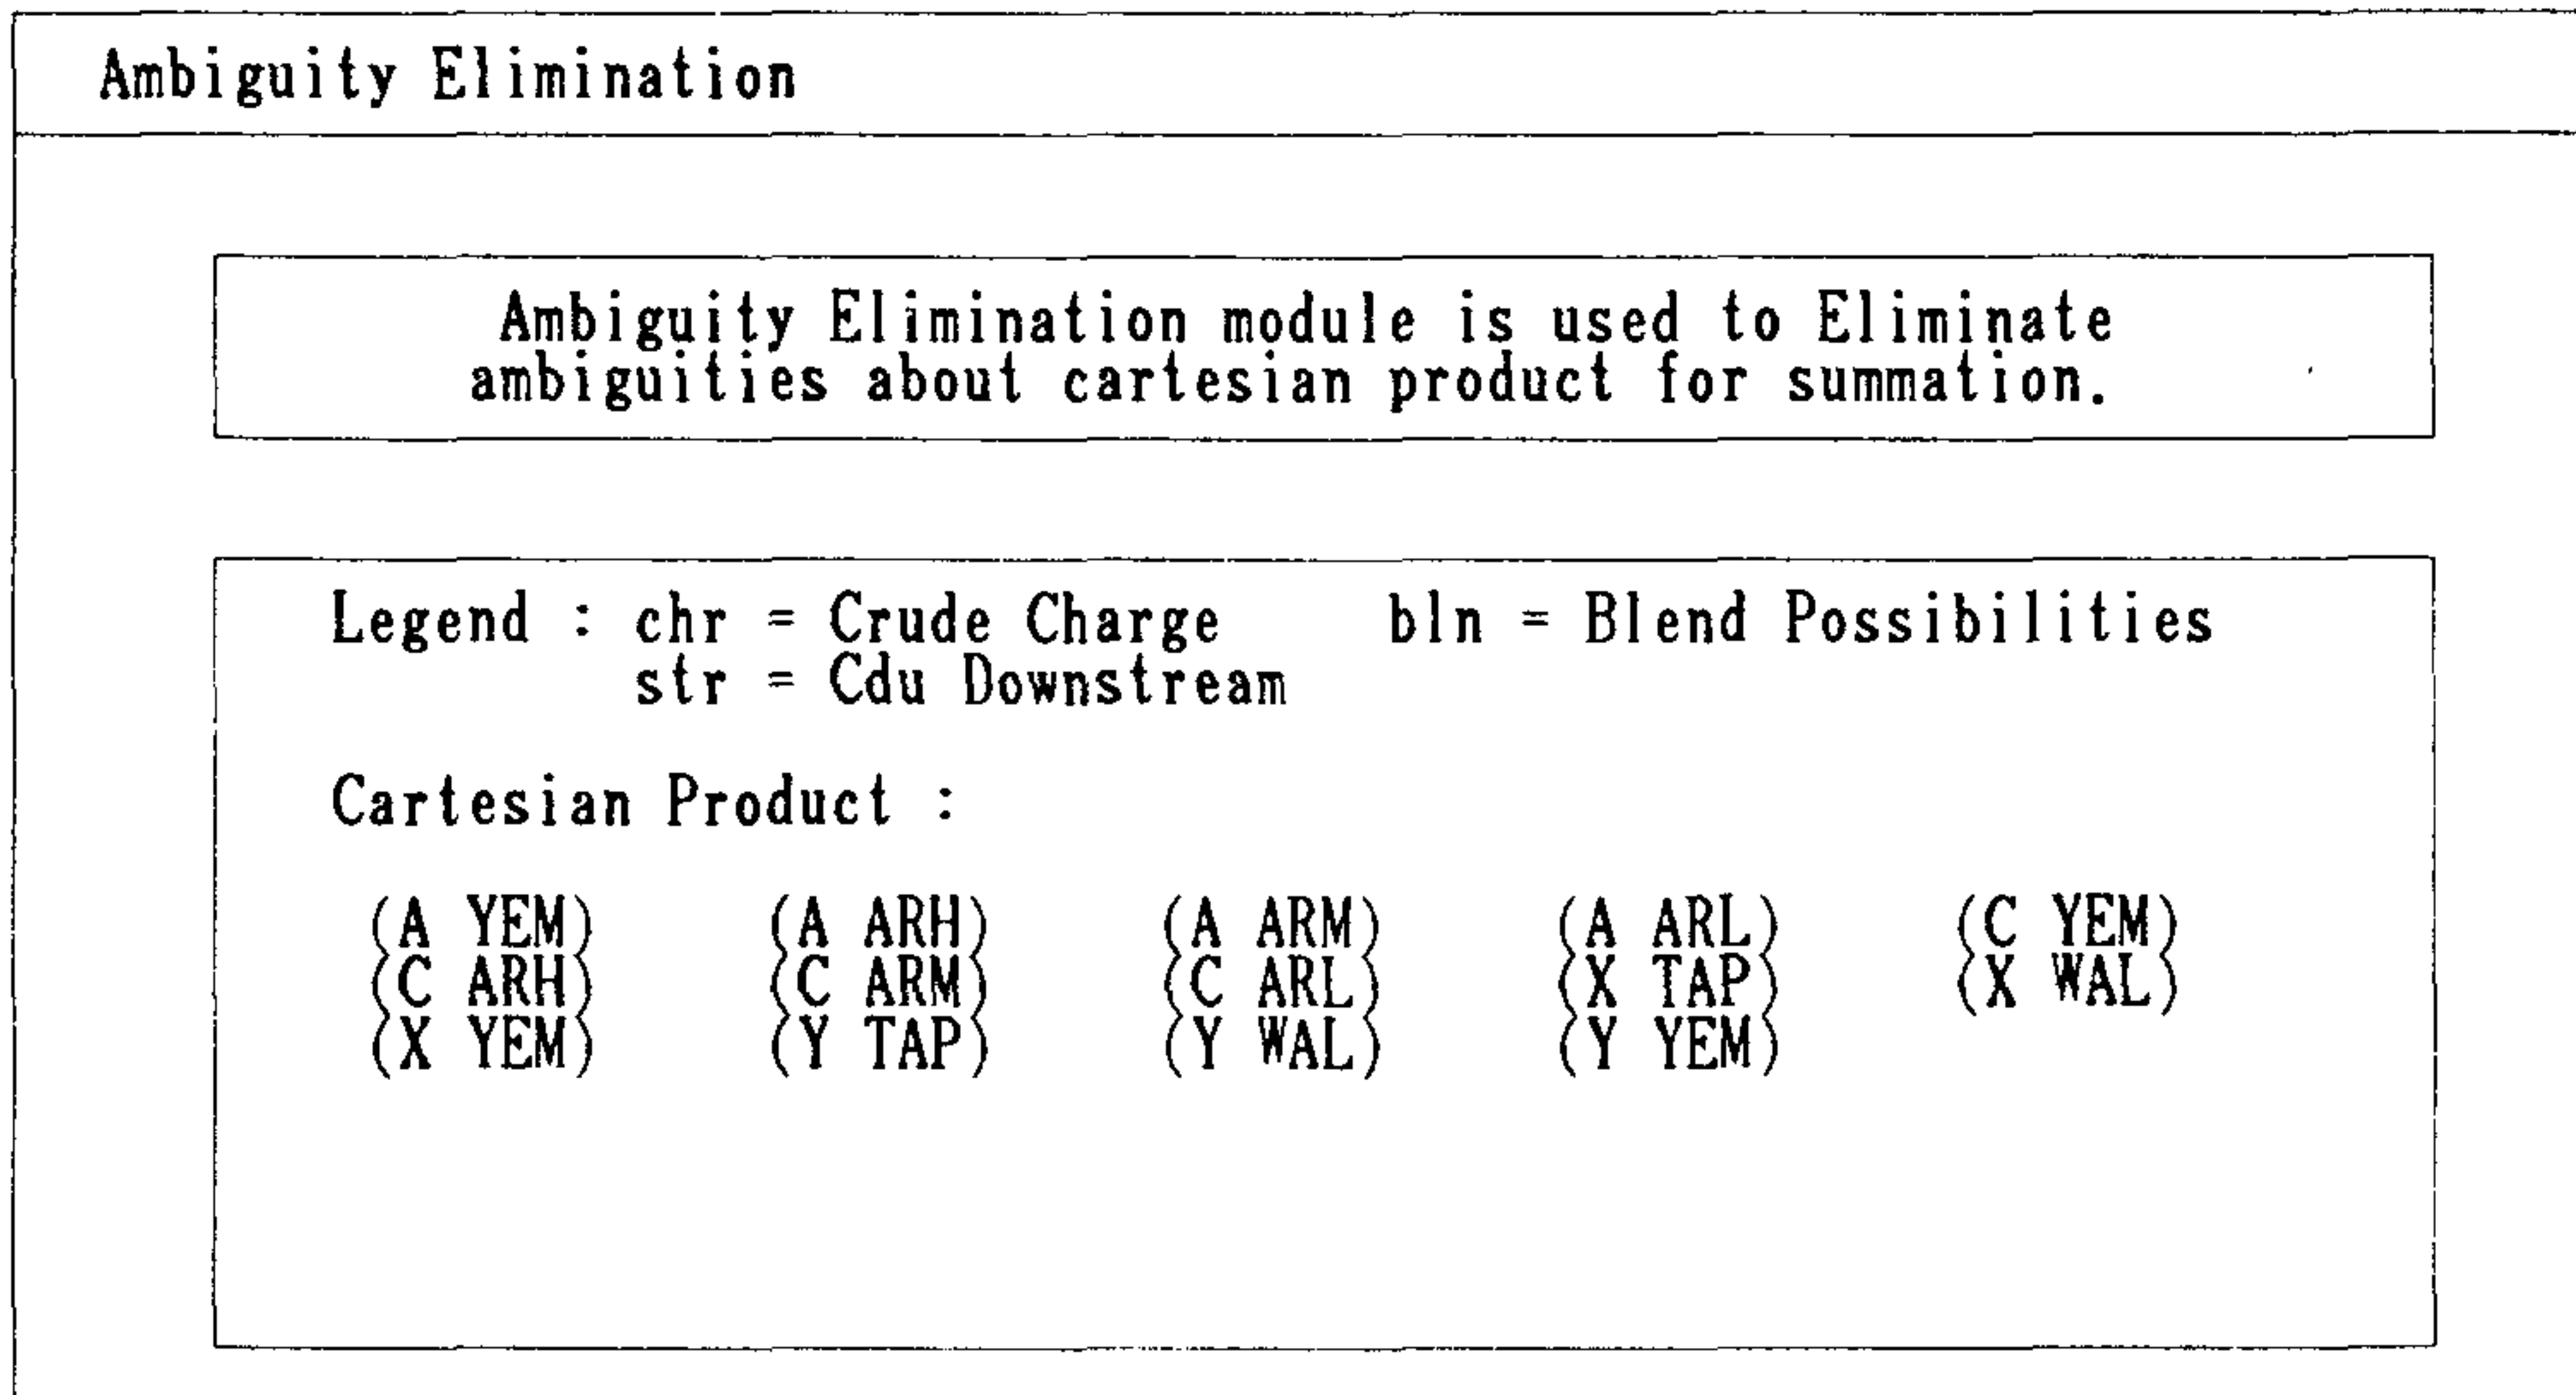 Ambiguity Elimination
Ambiguity Elimination module is used to Eliminate
ambiguities about cartesian product for summation.
Legend : chr = Crude Charge bln = Blend Possibilities
str = Cdu Downstream
Cartesian Product :
(A YEM) (A ARH) (A ARM) (A ARL) (C YEM)
(C ARH) (C ARM) (C ARL) (X TAP) (X WAL)
(X YEM) (Y TAP) (Y WAL) (Y YEM)